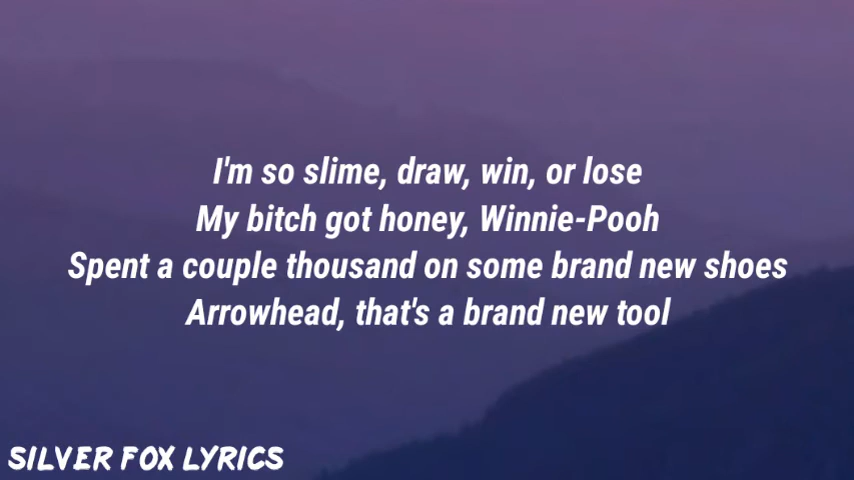 I'm so slime, draw, win, or lose
My bitch got honey, Winnie-Pooh
Spent a couple thousand on some brand new shoes
Arrowhead, that's a brand new tool
SILVER FOX LYRICS